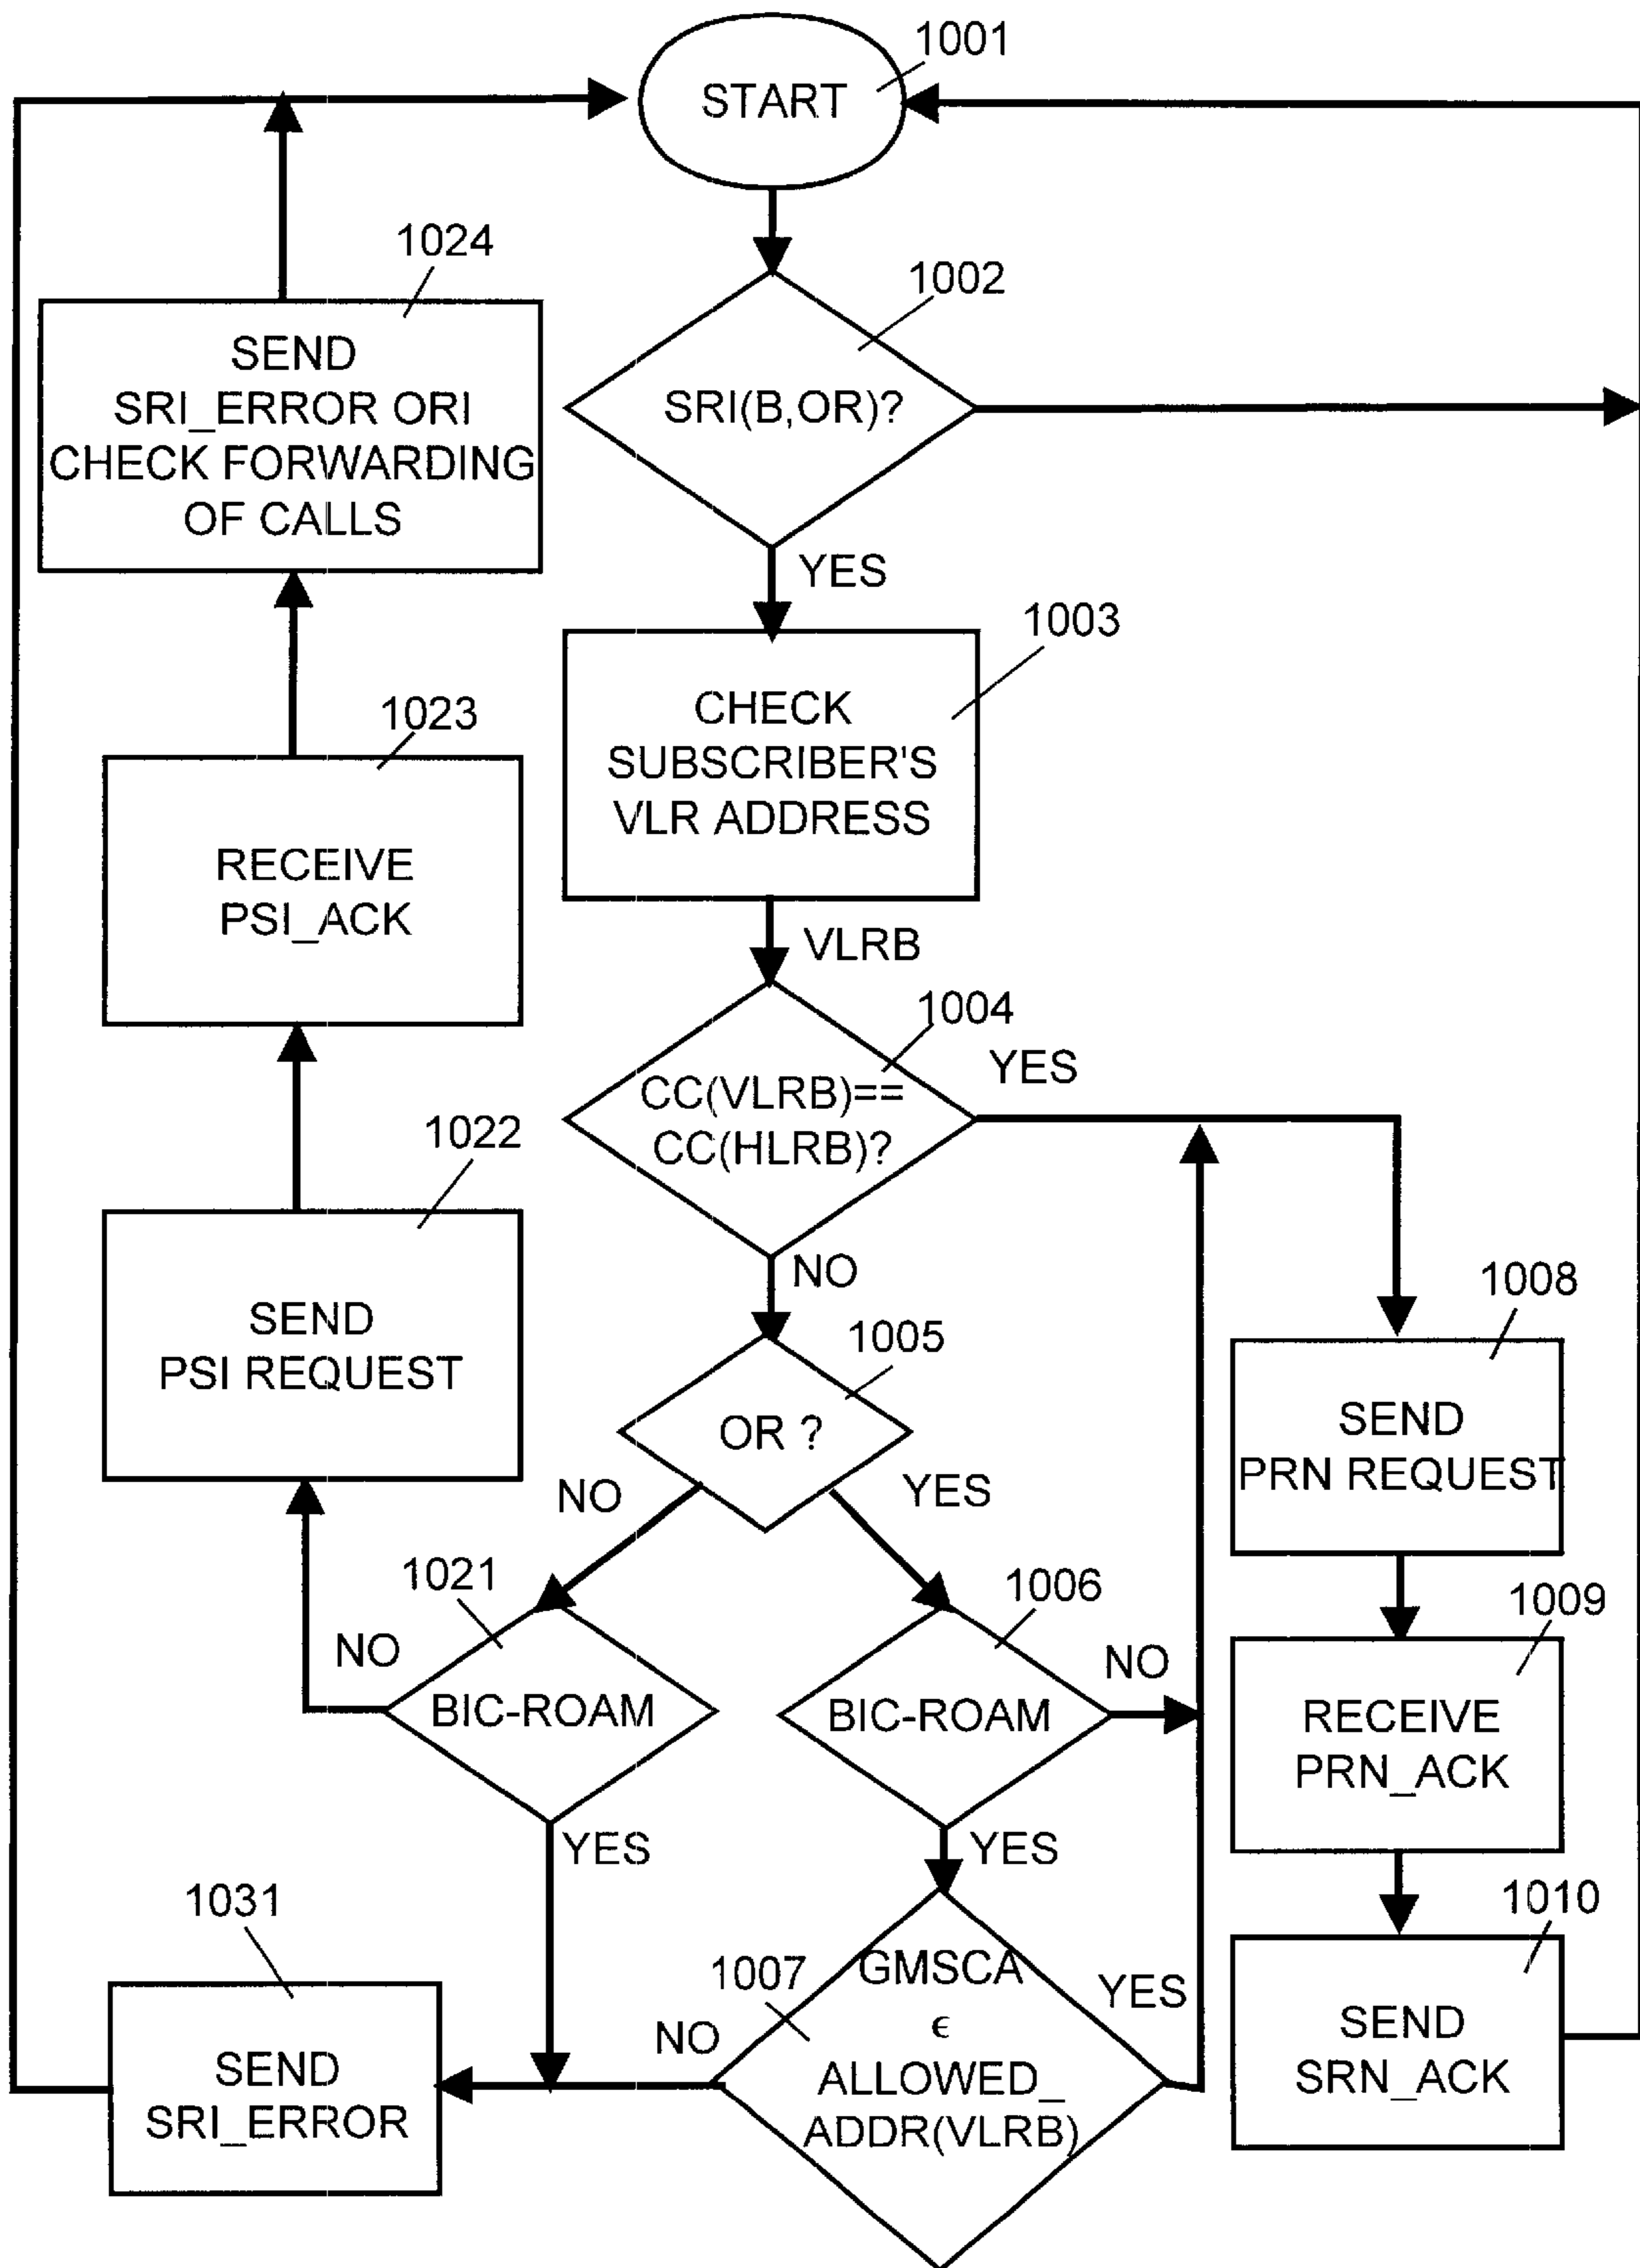 1001
START
1024
1002
SEND
SRI_ERROR ORI
CHECK FORWARDING
OF CALLS
SRI(B,OR)?
YES
1003
CHECK
SUBSCRIBER'S
VLR ADDRESS
1023
RECEIVE
PSI_ACK
VLRB
1004
YES
CC(VLRB)==
CC(HLRB)?
1022
SEND
PSI REQUEST
NO
1008
SEND
PRN REQUEST
1005
OR ?
NO
YES
1021
NO
BIC-ROAM
YES
1006
NO
BIC-ROAM
YES
1009
RECEIVE
PRN_ACK
1010
SEND
SRN_ACK
1031
SEND
SRI_ERROR
1007
NO
YES
GMSCA
ϵ
ALLOWED_
ADDR(VLRB)